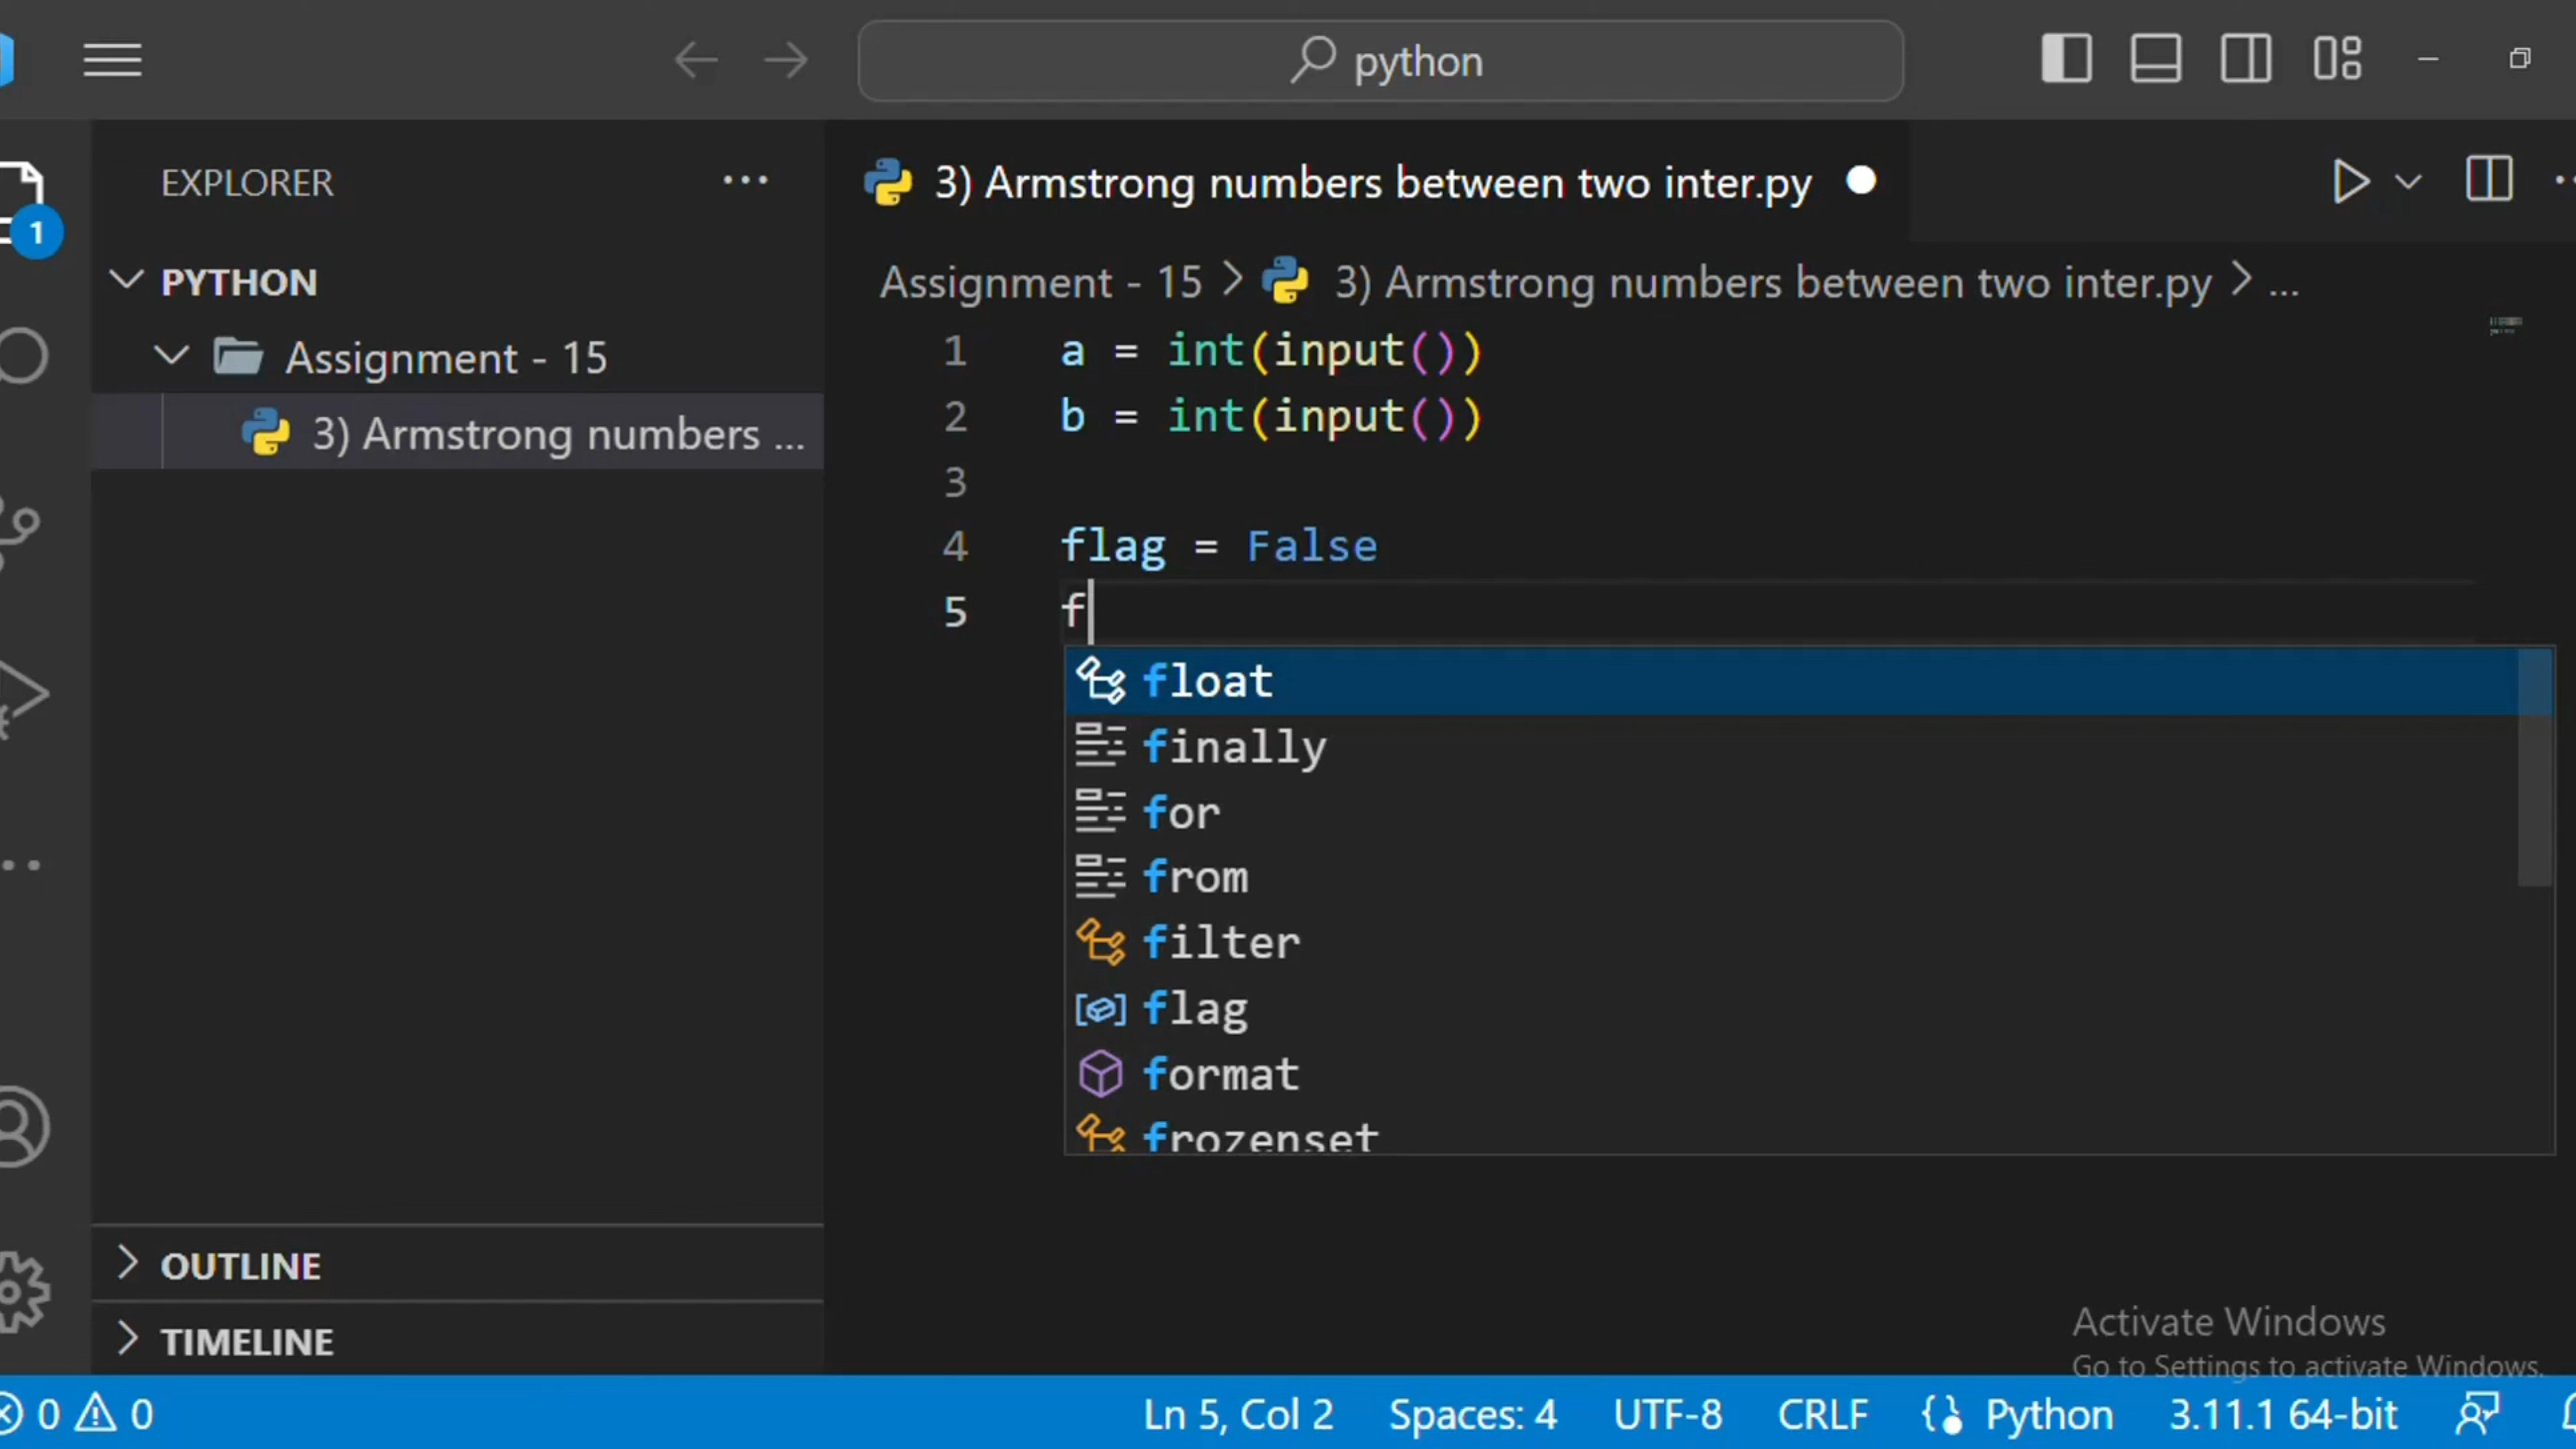 python
EXPLORER
PYTHON
Assignment - 15
3) Armstrong numbers ...
1
3) Armstrong numbers between two inter.py
Assignment - 15 > 3) Armstrong numbers between two inter.py > ...
1 a = int(input())
2 b = int(input())
3
4 flag = False
5 f
float
finally
for
from
filter
flag
format
frozenset
OUTLINE
TIMELINE
Activate Windows
Go to Settings to activate Windows.
0 0 Ln 5, Col 2 Spaces: 4 UTF-8 CRLF Python 3.11.1 64-bit